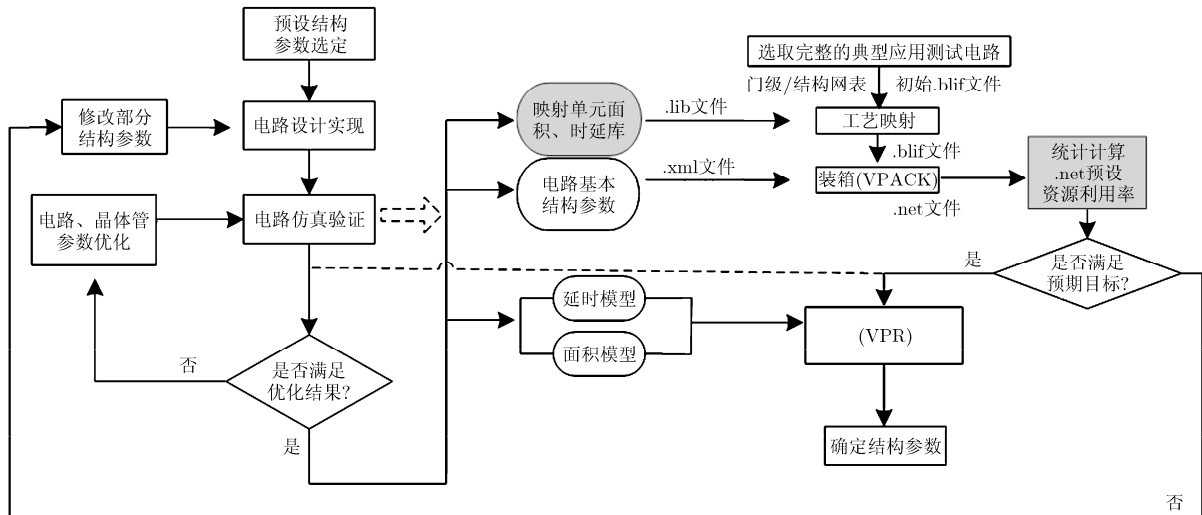 预设结构
参数选定
修改部分
结构参数
电路设计实现
电路、晶体管
参数优化
电路仿真验证
否
是否满足
优化结果?
是
映射单元面
积、时延库
.lib文件
电路基本
结构参数
.xml文件
延时模型
面积模型
选取完整的典型应用测试电路
门级/结构网表
初始.blif文件
工艺映射
.blif文件
装箱(VPACK)
.net文件
统计计算
.net预设
资源利用率
是
是否满足
预期目标?
(VPR)
确定结构参数
否